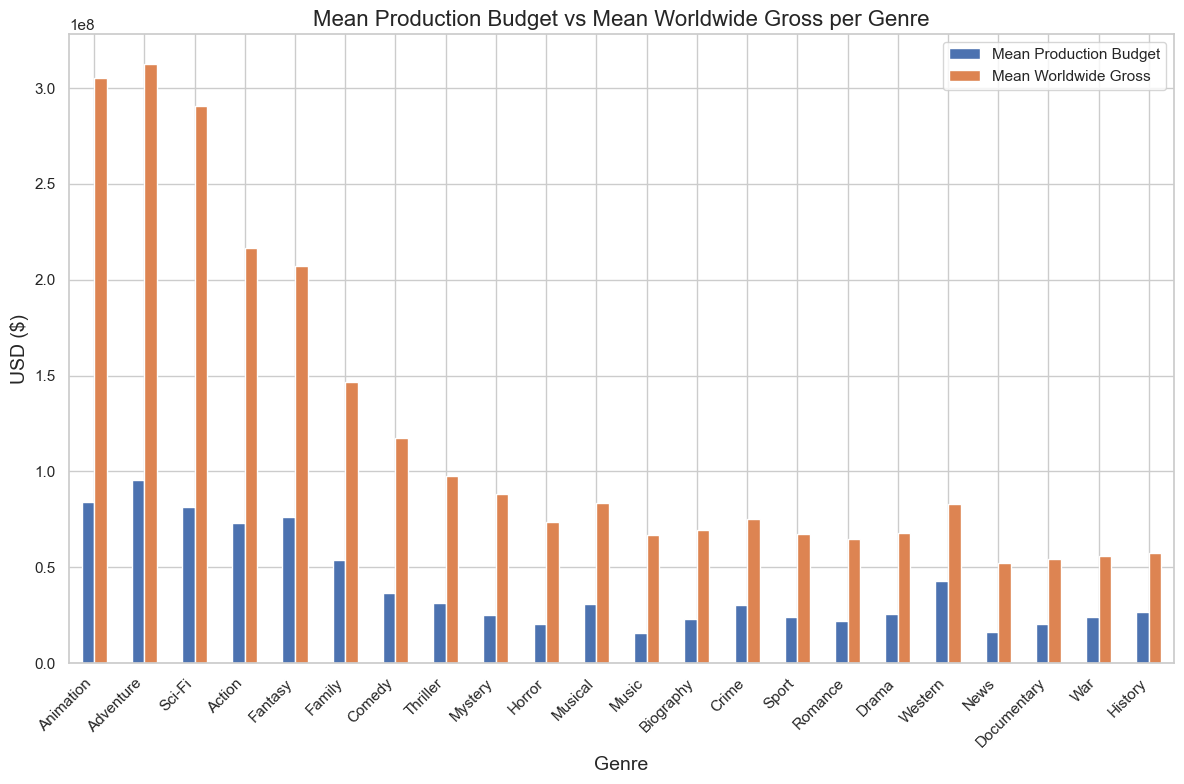 Mean Production Budget vs Mean Worldwide Gross per Genre
1e8
Mean Production Budget
Mean Worldwide Gross
3.0
2.5
2.0
1.5
1.0
0.5
0.0
USD ($)
Animation
Adventure
Sci-Fi
Action
Fantasy
Family
Comedy
Thriller
Mystery
Horror
Musical
Music
Biography
Crime
Sport
Romance
Drama
Western
News
Documentary
War
History
Genre